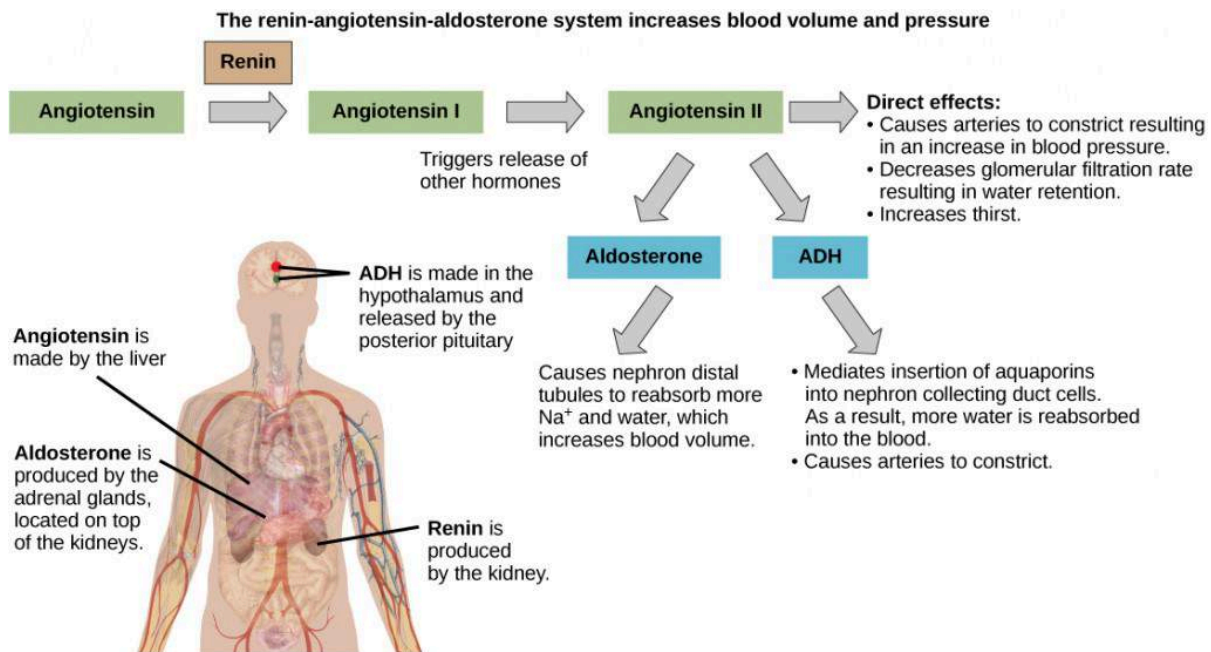 The renin-angiotensin-aldosterone system increases blood volume and pressure
Renin
Angiotensin
Angiotensin I
Angiotensin II
Direct effects:
• Causes arteries to constrict resulting
in an increase in blood pressure.
• Decreases glomerular filtration rate
resulting in water retention.
• Increases thirst.
Triggers release of
other hormones
Aldosterone
ADH
ADH is made in the
hypothalamus and
released by the
posterior pituitary
Angiotensin is
made by the liver
Aldosterone is
produced by the
adrenal glands,
located on top
of the kidneys.
Renin is
produced
by the kidney.
Causes nephron distal
tubules to reabsorb more
Na⁺ and water, which
increases blood volume.
• Mediates insertion of aquaporins
into nephron collecting duct cells.
As a result, more water is reabsorbed
into the blood.
• Causes arteries to constrict.